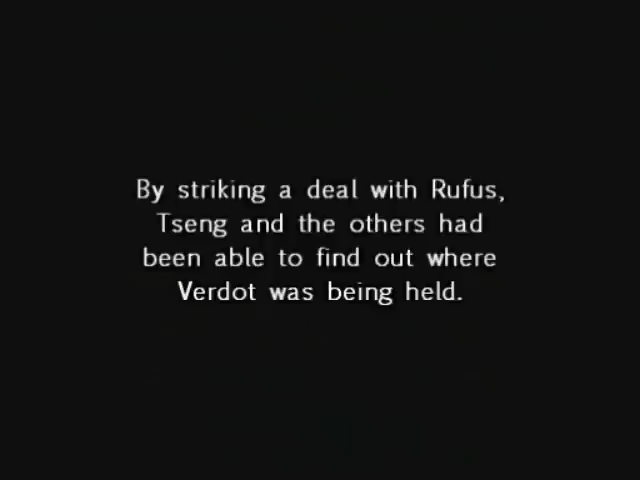 By striking a deal with Rufus,
Tseng and the others had
been able to find out where
Verdot was being held.